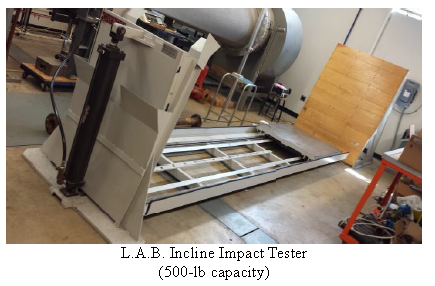 L.A.B. Incline Impact Tester
(500-lb capacity)